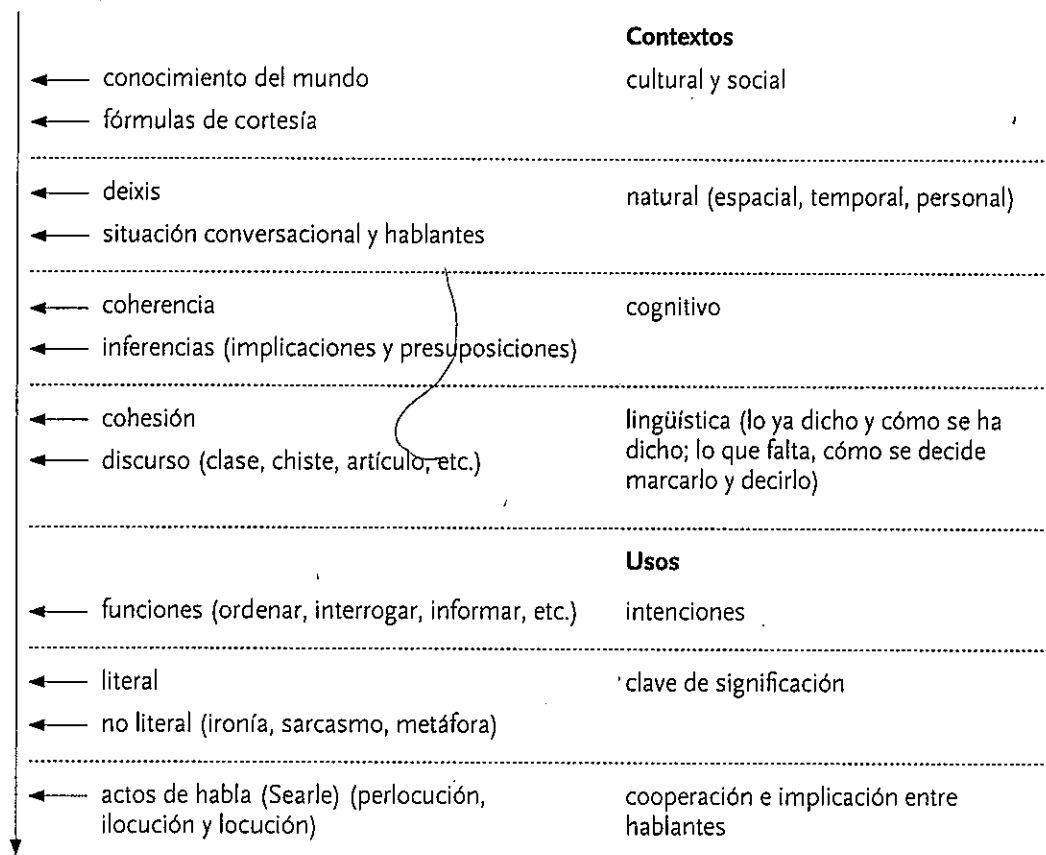 Contextos
conocimiento del mundo cultural y social
fórmulas de cortesía
deixis natural (espacial, temporal, personal)
situación conversacional y hablantes
coherencia cognitivo
inferencias (implicaciones y presuposiciones)
cohesión lingüística (lo ya dicho y cómo se ha
discurso (clase, chiste, artículo, etc.) dicho; lo que falta, cómo se decide
marcarlo y decirlo)
Usos
funciones (ordenar, interrogar, informar, etc.) intenciones
literal clave de significación
no literal (ironía, sarcasmo, metáfora)
actos de habla (Searle) (perlocución, cooperación e implicación entre
ilocución y locución) hablantes